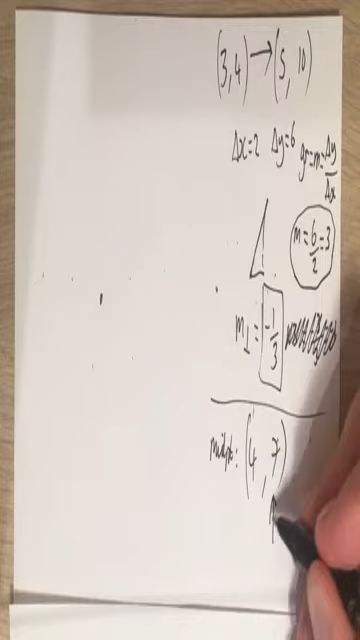 (3,4) → (5, 10)
Δx=2 Δy=6 gr=m=Δy/Δx
m=6/2=3
m⊥ = -1/3
midpt: (4, 7)